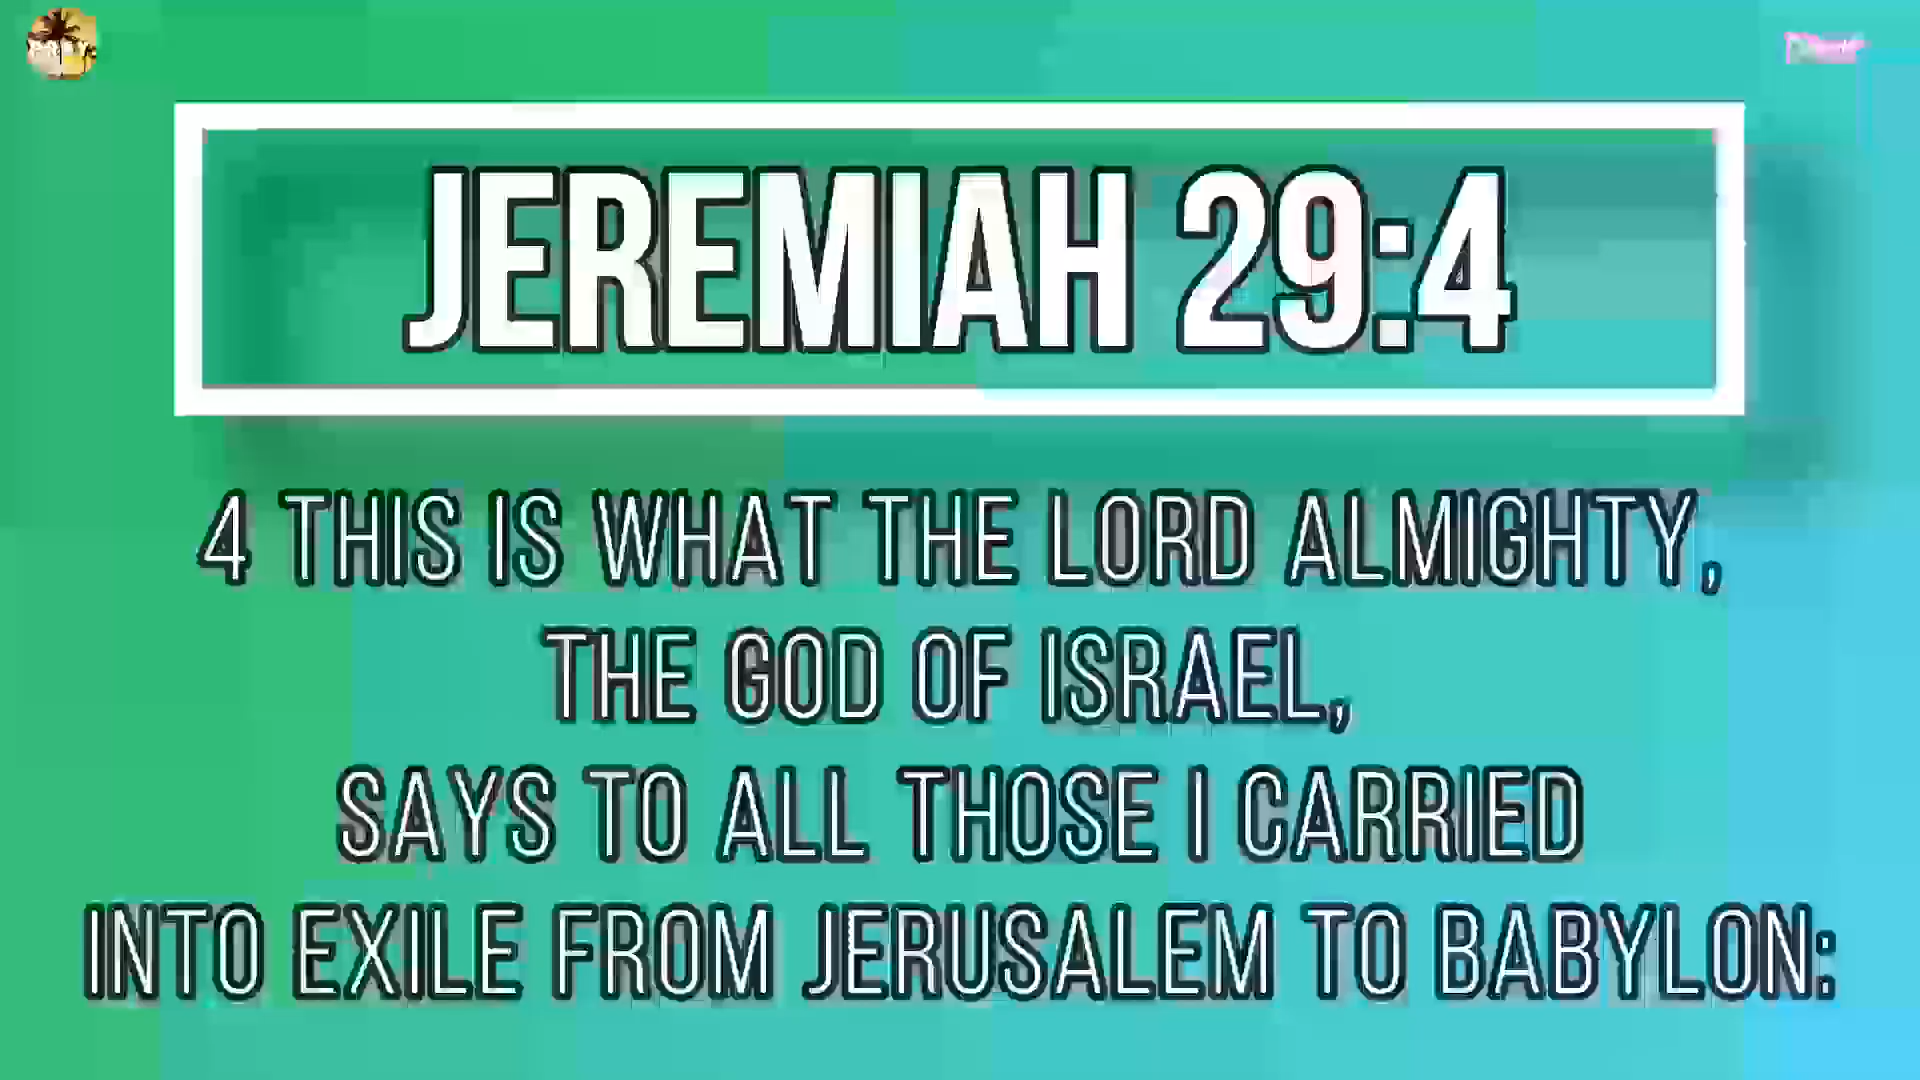 JEREMIAH 29:4
4 THIS IS WHAT THE LORD ALMIGHTY,
THE GOD OF ISRAEL,
SAYS TO ALL THOSE I CARRIED
INTO EXILE FROM JERUSALEM TO BABYLON: